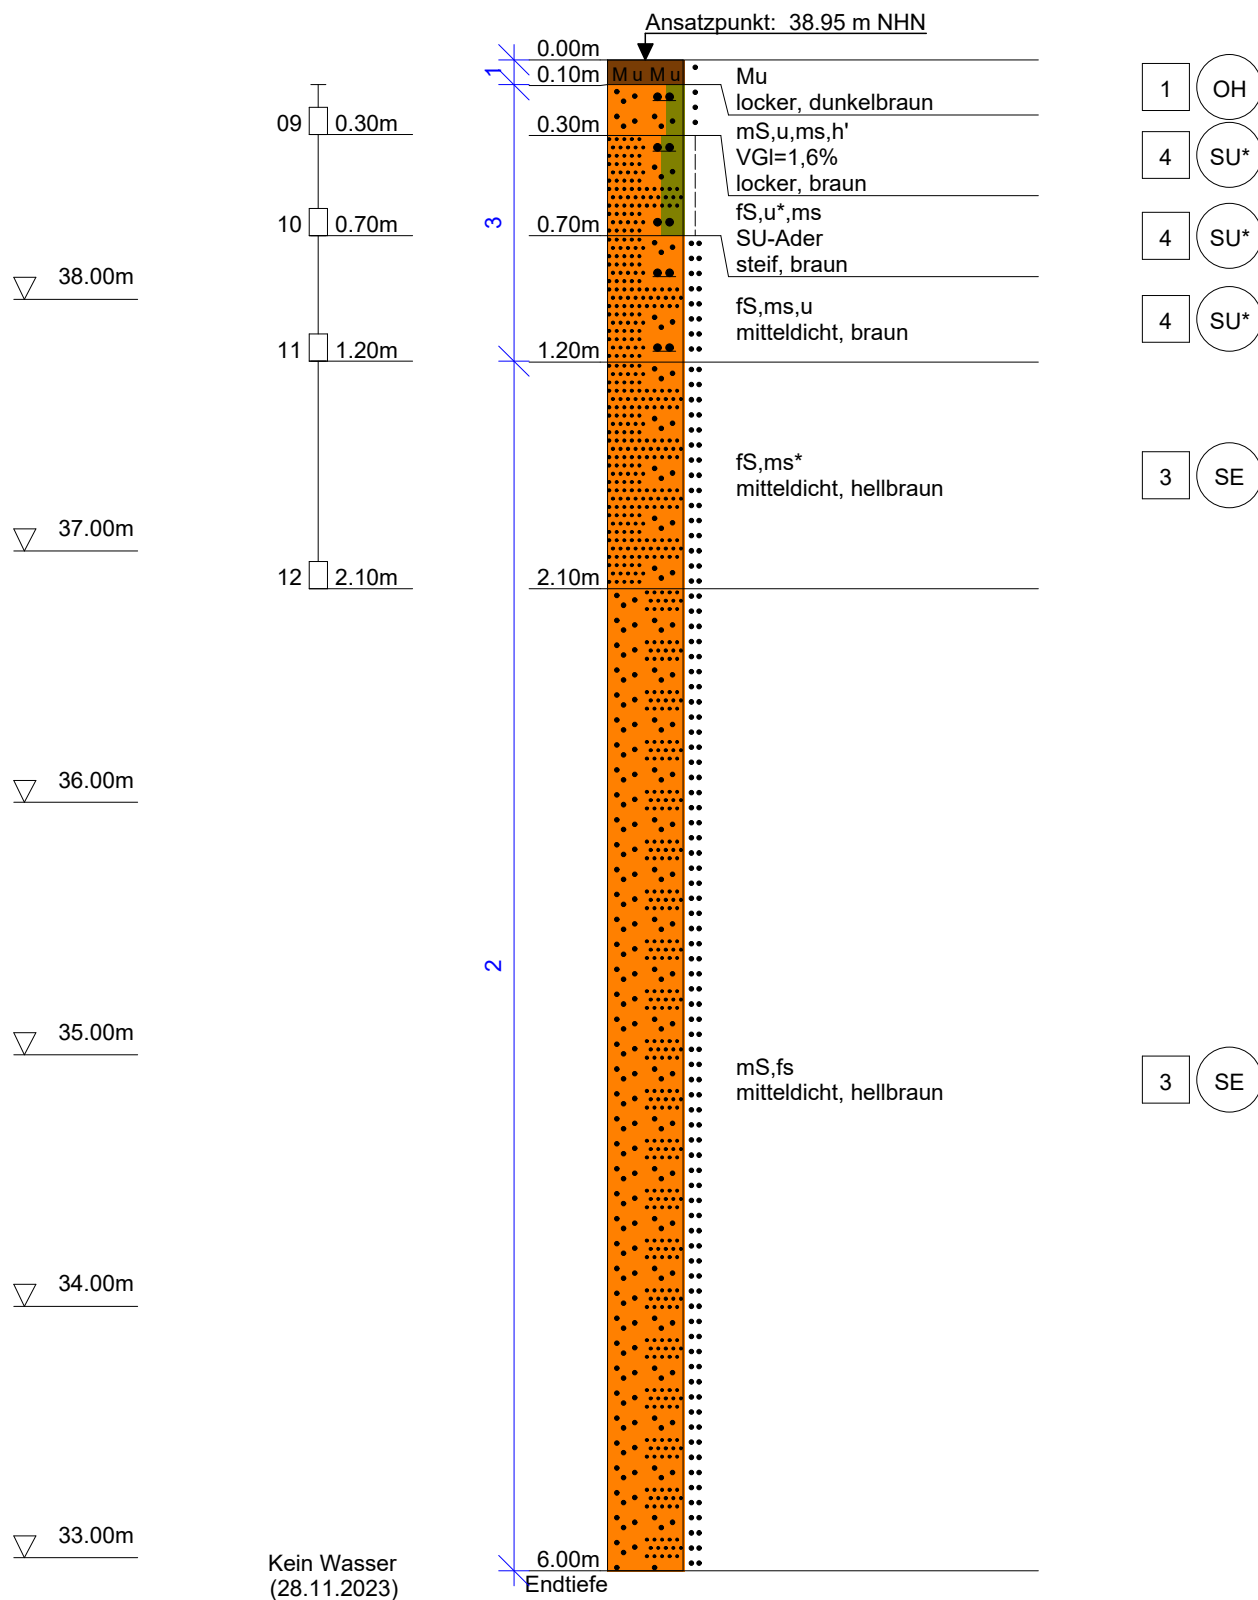 Ansatzpunkt: 38.95 m NHN
0.00m
1
0.10m
Mu Mu
Mu
locker, dunkelbraun
1 OH
09 0.30m
0.30m
mS,u,ms,h'
VGl=1,6%
locker, braun
4 SU*
3
10 0.70m
0.70m
fS,u*,ms
SU-Ader
steif, braun
4 SU*
38.00m
fS,ms,u
mitteldicht, braun
4 SU*
11 1.20m
1.20m
fS,ms*
mitteldicht, hellbraun
3 SE
37.00m
12 2.10m
2.10m
36.00m
2
35.00m
mS,fs
mitteldicht, hellbraun
3 SE
34.00m
33.00m
Kein Wasser
(28.11.2023)
6.00m
Endtiefe